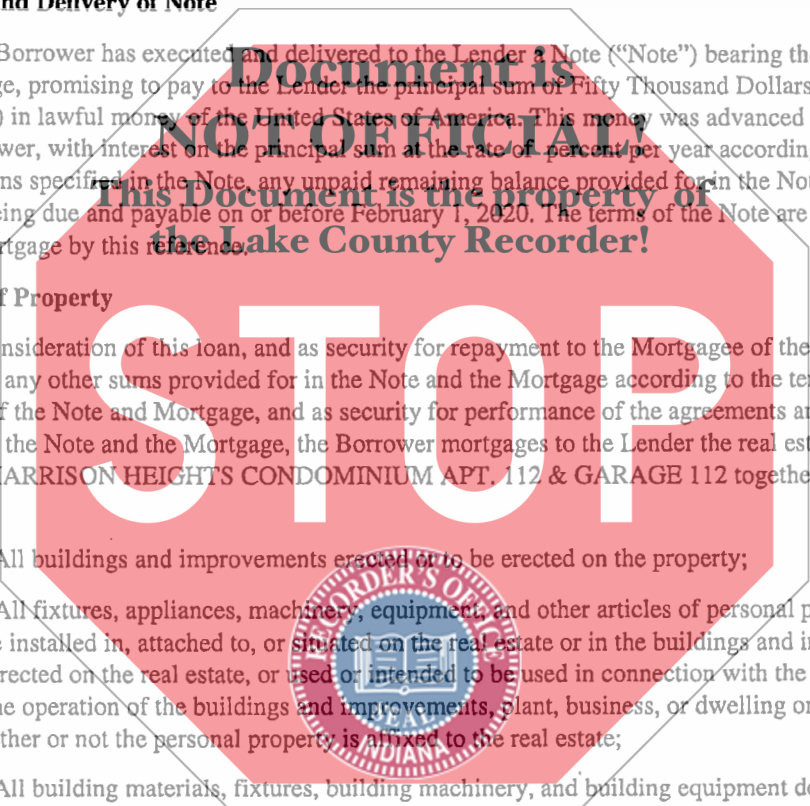 nd Delivery of Note
Borrower has executed and delivered to the Lender a Note (“Note”) bearing th
ge, promising to pay to the Lender the principal sum of Fifty Thousand Dollars
) in lawful money of the United States of America. This money was advanced
wer, with interest on the principal sum at the rate of percent per year accordin
ns specified in the Note, any unpaid remaining balance provided for in the Not
eing due and payable on or before February 1, 2020. The terms of the Note are
rtgage by this reference.
Document is
NOT OFFICIAL!
This Document is the property of
the Lake County Recorder!
f Property
nsideration of this loan, and as security for repayment to the Mortgagee of the
any other sums provided for in the Note and the Mortgage according to the te
f the Note and Mortgage, and as security for performance of the agreements a
the Note and the Mortgage, the Borrower mortgages to the Lender the real est
HARRISON HEIGHTS CONDOMINIUM APT. 112 & GARAGE 112 togethe
STOP
All buildings and improvements erected or to be erected on the property;
All fixtures, appliances, machinery, equipment, and other articles of personal p
e installed in, attached to, or situated on the real estate or in the buildings and i
rected on the real estate, or used or intended to be used in connection with the
ne operation of the buildings and improvements, plant, business, or dwelling or
ther or not the personal property is affixed to the real estate;
RECORDER'S OFFICE
SEAL
INDIANA
All building materials, fixtures, building machinery, and building equipment de